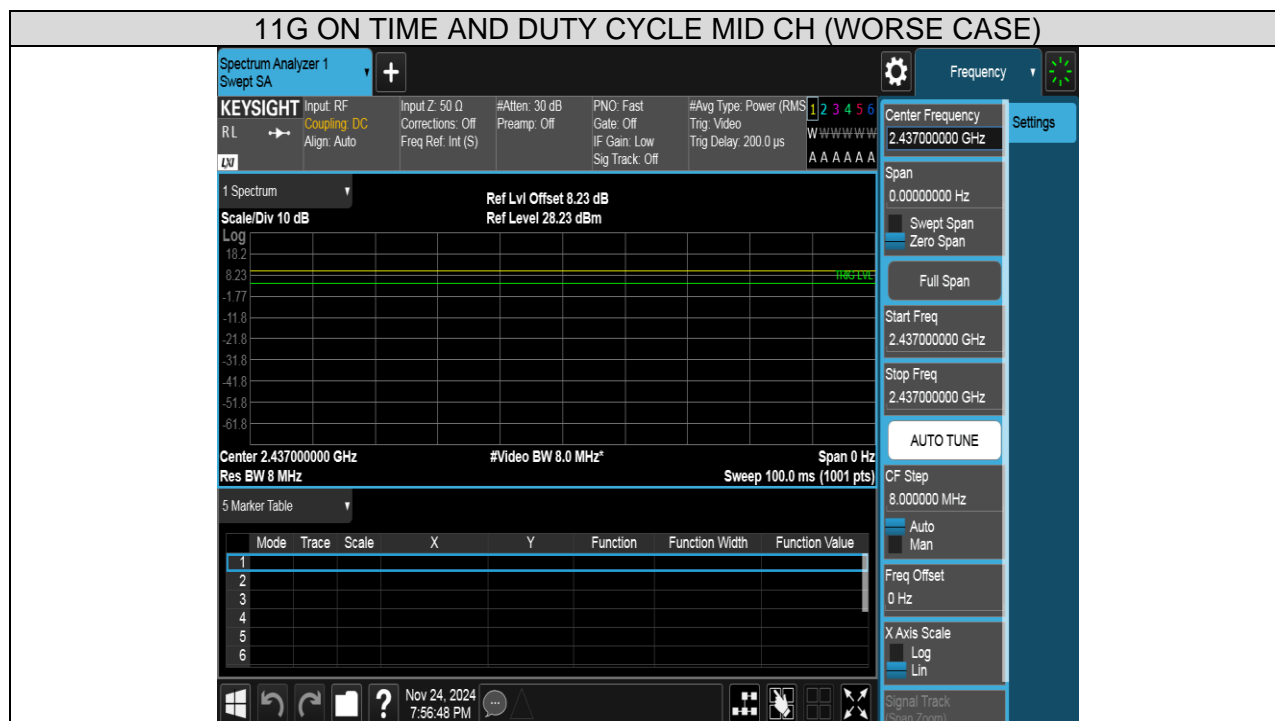 11G ON TIME AND DUTY CYCLE MID CH (WORSE CASE)
Spectrum Analyzer 1
Swept SA
+
Frequency
KEYSIGHT
RL
LXI
Input: RF
Coupling: DC
Align: Auto
Input Z: 50 Ω
Corrections: Off
Freq Ref: Int (S)
#Atten: 30 dB
Preamp: Off
PNO: Fast
Gate: Off
IF Gain: Low
Sig Track: Off
#Avg Type: Power (RMS
Trig: Video
Trig Delay: 200.0 µs
1 2 3 4 5 6
W W W W W W
A A A A A A
1 Spectrum
Scale/Div 10 dB
Ref Lvl Offset 8.23 dB
Ref Level 28.23 dBm
Log
18.2
8.23
-1.77
-11.8
-21.8
-31.8
-41.8
-51.8
-61.8
TRIG LVL
Center 2.437000000 GHz
#Video BW 8.0 MHz*
Span 0 Hz
Res BW 8 MHz
Sweep 100.0 ms (1001 pts)
5 Marker Table
Mode Trace Scale X Y Function Function Width Function Value
1
2
3
4
5
6
?
Nov 24, 2024
7:56:48 PM
Center Frequency
2.437000000 GHz
Settings
Span
0.00000000 Hz
Swept Span
Zero Span
Full Span
Start Freq
2.437000000 GHz
Stop Freq
2.437000000 GHz
AUTO TUNE
CF Step
8.000000 MHz
Auto
Man
Freq Offset
0 Hz
X Axis Scale
Log
Lin
Signal Track
(Span Zoom)